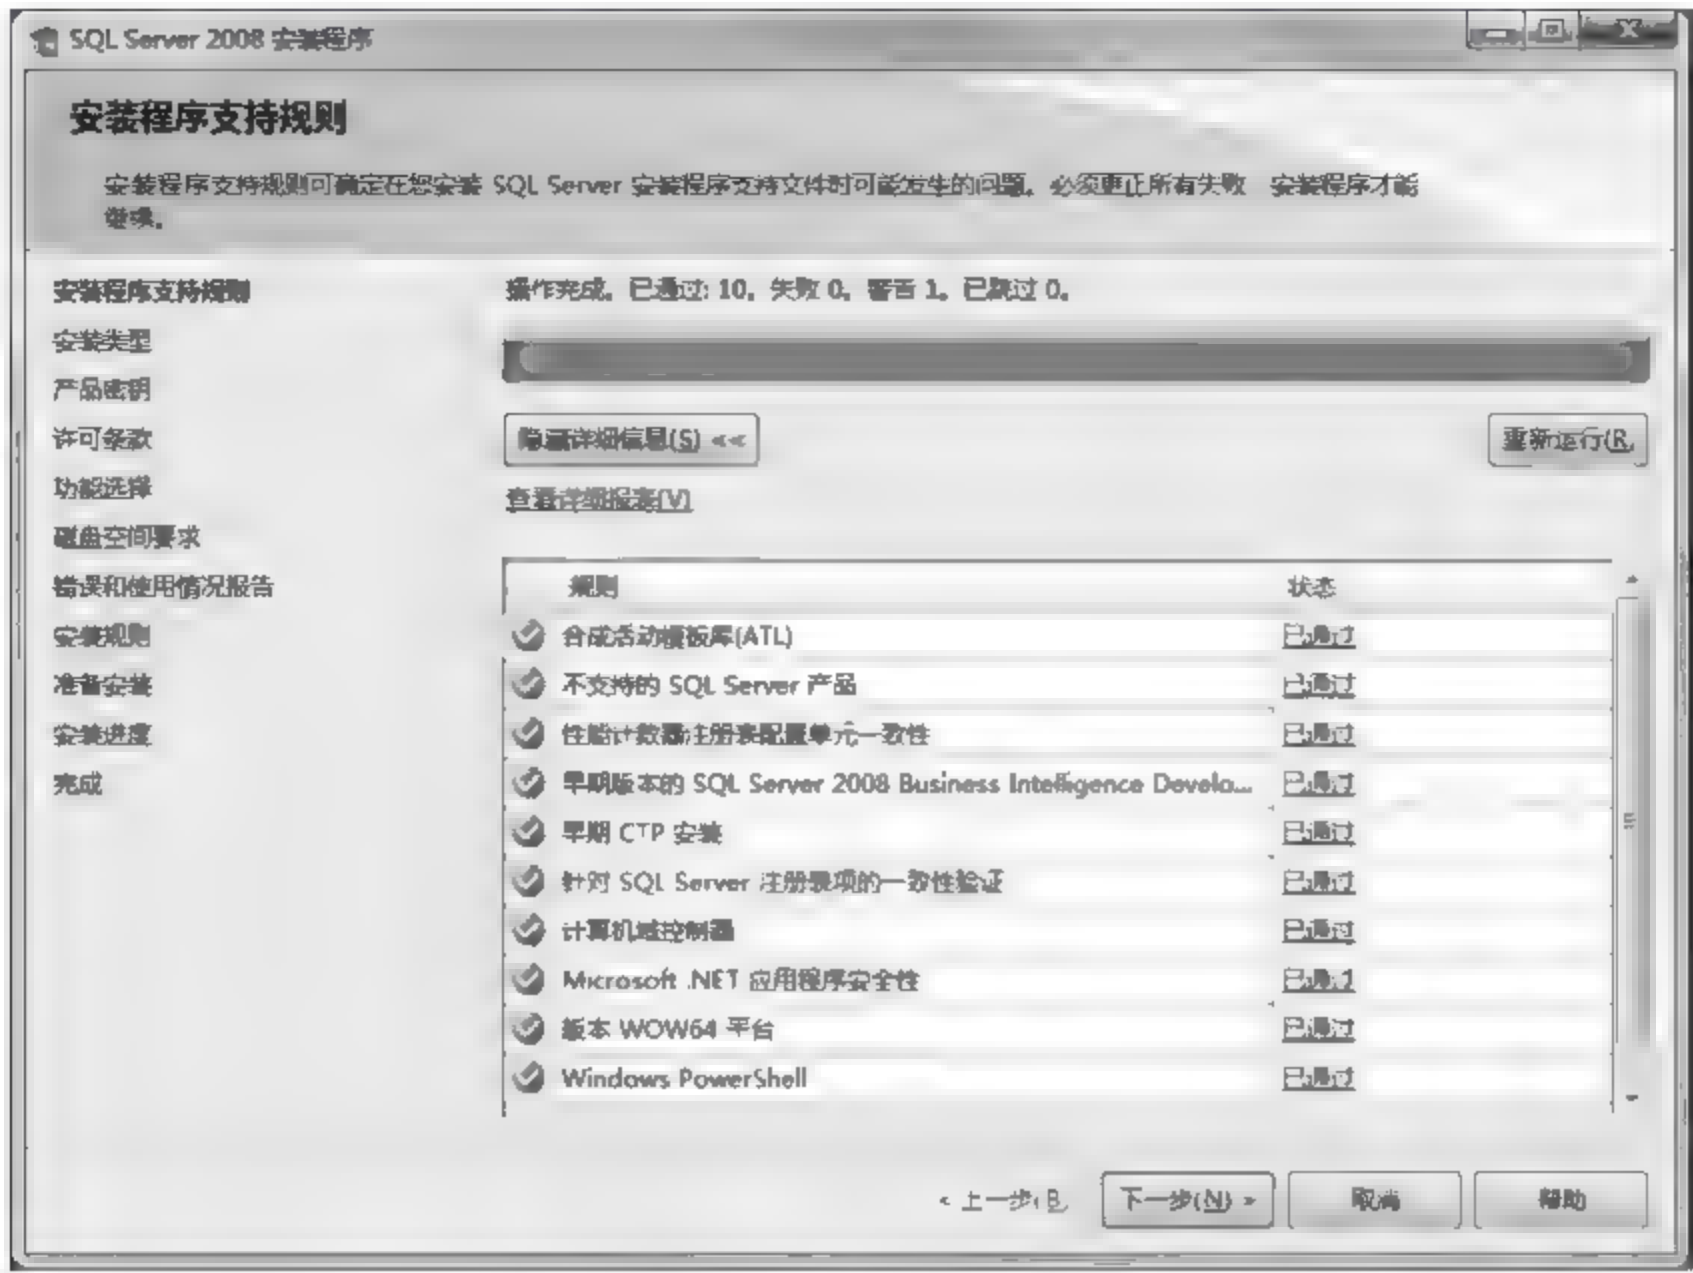 SQL Server 2008 安装程序
安装程序支持规则
安装程序支持规则可确定在您安装 SQL Server 安装程序支持文件时可能发生的问题。必须更正所有失败 安装程序才能
继续。
安装程序支持规则
安装类型
产品密钥
许可条款
功能选择
磁盘空间要求
错误和使用情况报告
安装规则
准备安装
安装进度
完成
操作完成。已通过: 10。失败 0。警告 1。已跳过 0。
隐藏详细信息(S) <<
重新运行(R
查看详细报表(V)
规则 状态
合成活动模板库(ATL) 已通过
不支持的 SQL Server 产品 已通过
性能计数器注册表配置单元一致性 已通过
早期版本的 SQL Server 2008 Business Intelligence Develo... 已通过
早期 CTP 安装 已通过
针对 SQL Server 注册表项的一致性验证 已通过
计算机域控制器 已通过
Microsoft .NET 应用程序安全性 已通过
版本 WOW64 平台 已通过
Windows PowerShell 已通过
< 上一步(B 下一步(N) > 取消 帮助